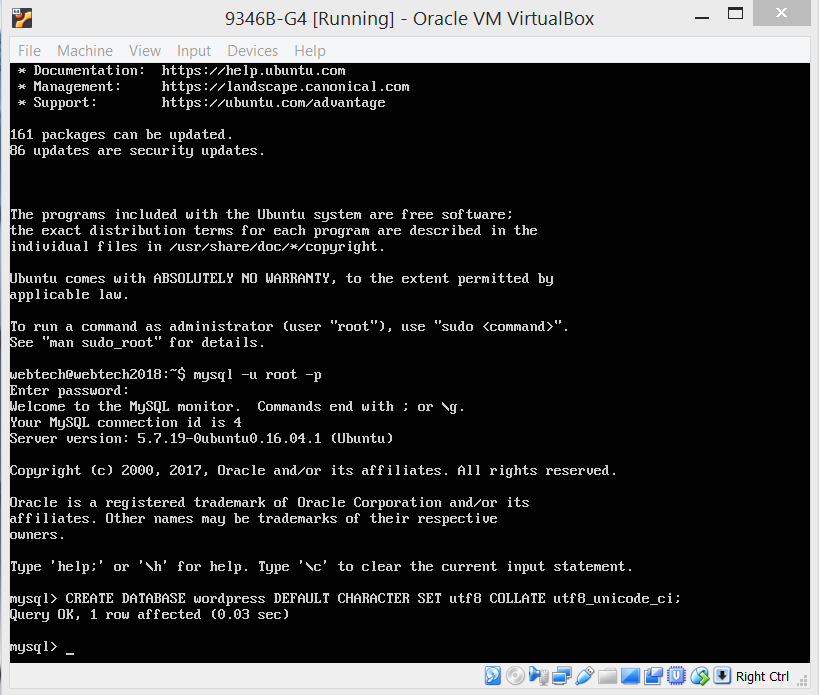 9346B-G4 [Running] - Oracle VM VirtualBox
File Machine View Input Devices Help
 * Documentation:  https://help.ubuntu.com
 * Management:     https://landscape.canonical.com
 * Support:        https://ubuntu.com/advantage
161 packages can be updated.
86 updates are security updates.
The programs included with the Ubuntu system are free software;
the exact distribution terms for each program are described in the
individual files in /usr/share/doc/*/copyright.
Ubuntu comes with ABSOLUTELY NO WARRANTY, to the extent permitted by
applicable law.
To run a command as administrator (user "root"), use "sudo <command>".
See "man sudo_root" for details.
webtech@webtech2018:~$ mysql -u root -p
Enter password:
Welcome to the MySQL monitor.  Commands end with ; or \g.
Your MySQL connection id is 4
Server version: 5.7.19-0ubuntu0.16.04.1 (Ubuntu)
Copyright (c) 2000, 2017, Oracle and/or its affiliates. All rights reserved.
Oracle is a registered trademark of Oracle Corporation and/or its
affiliates. Other names may be trademarks of their respective
owners.
Type 'help;' or '\h' for help. Type '\c' to clear the current input statement.
mysql> CREATE DATABASE wordpress DEFAULT CHARACTER SET utf8 COLLATE utf8_unicode_ci;
Query OK, 1 row affected (0.03 sec)
mysql> _
Right Ctrl